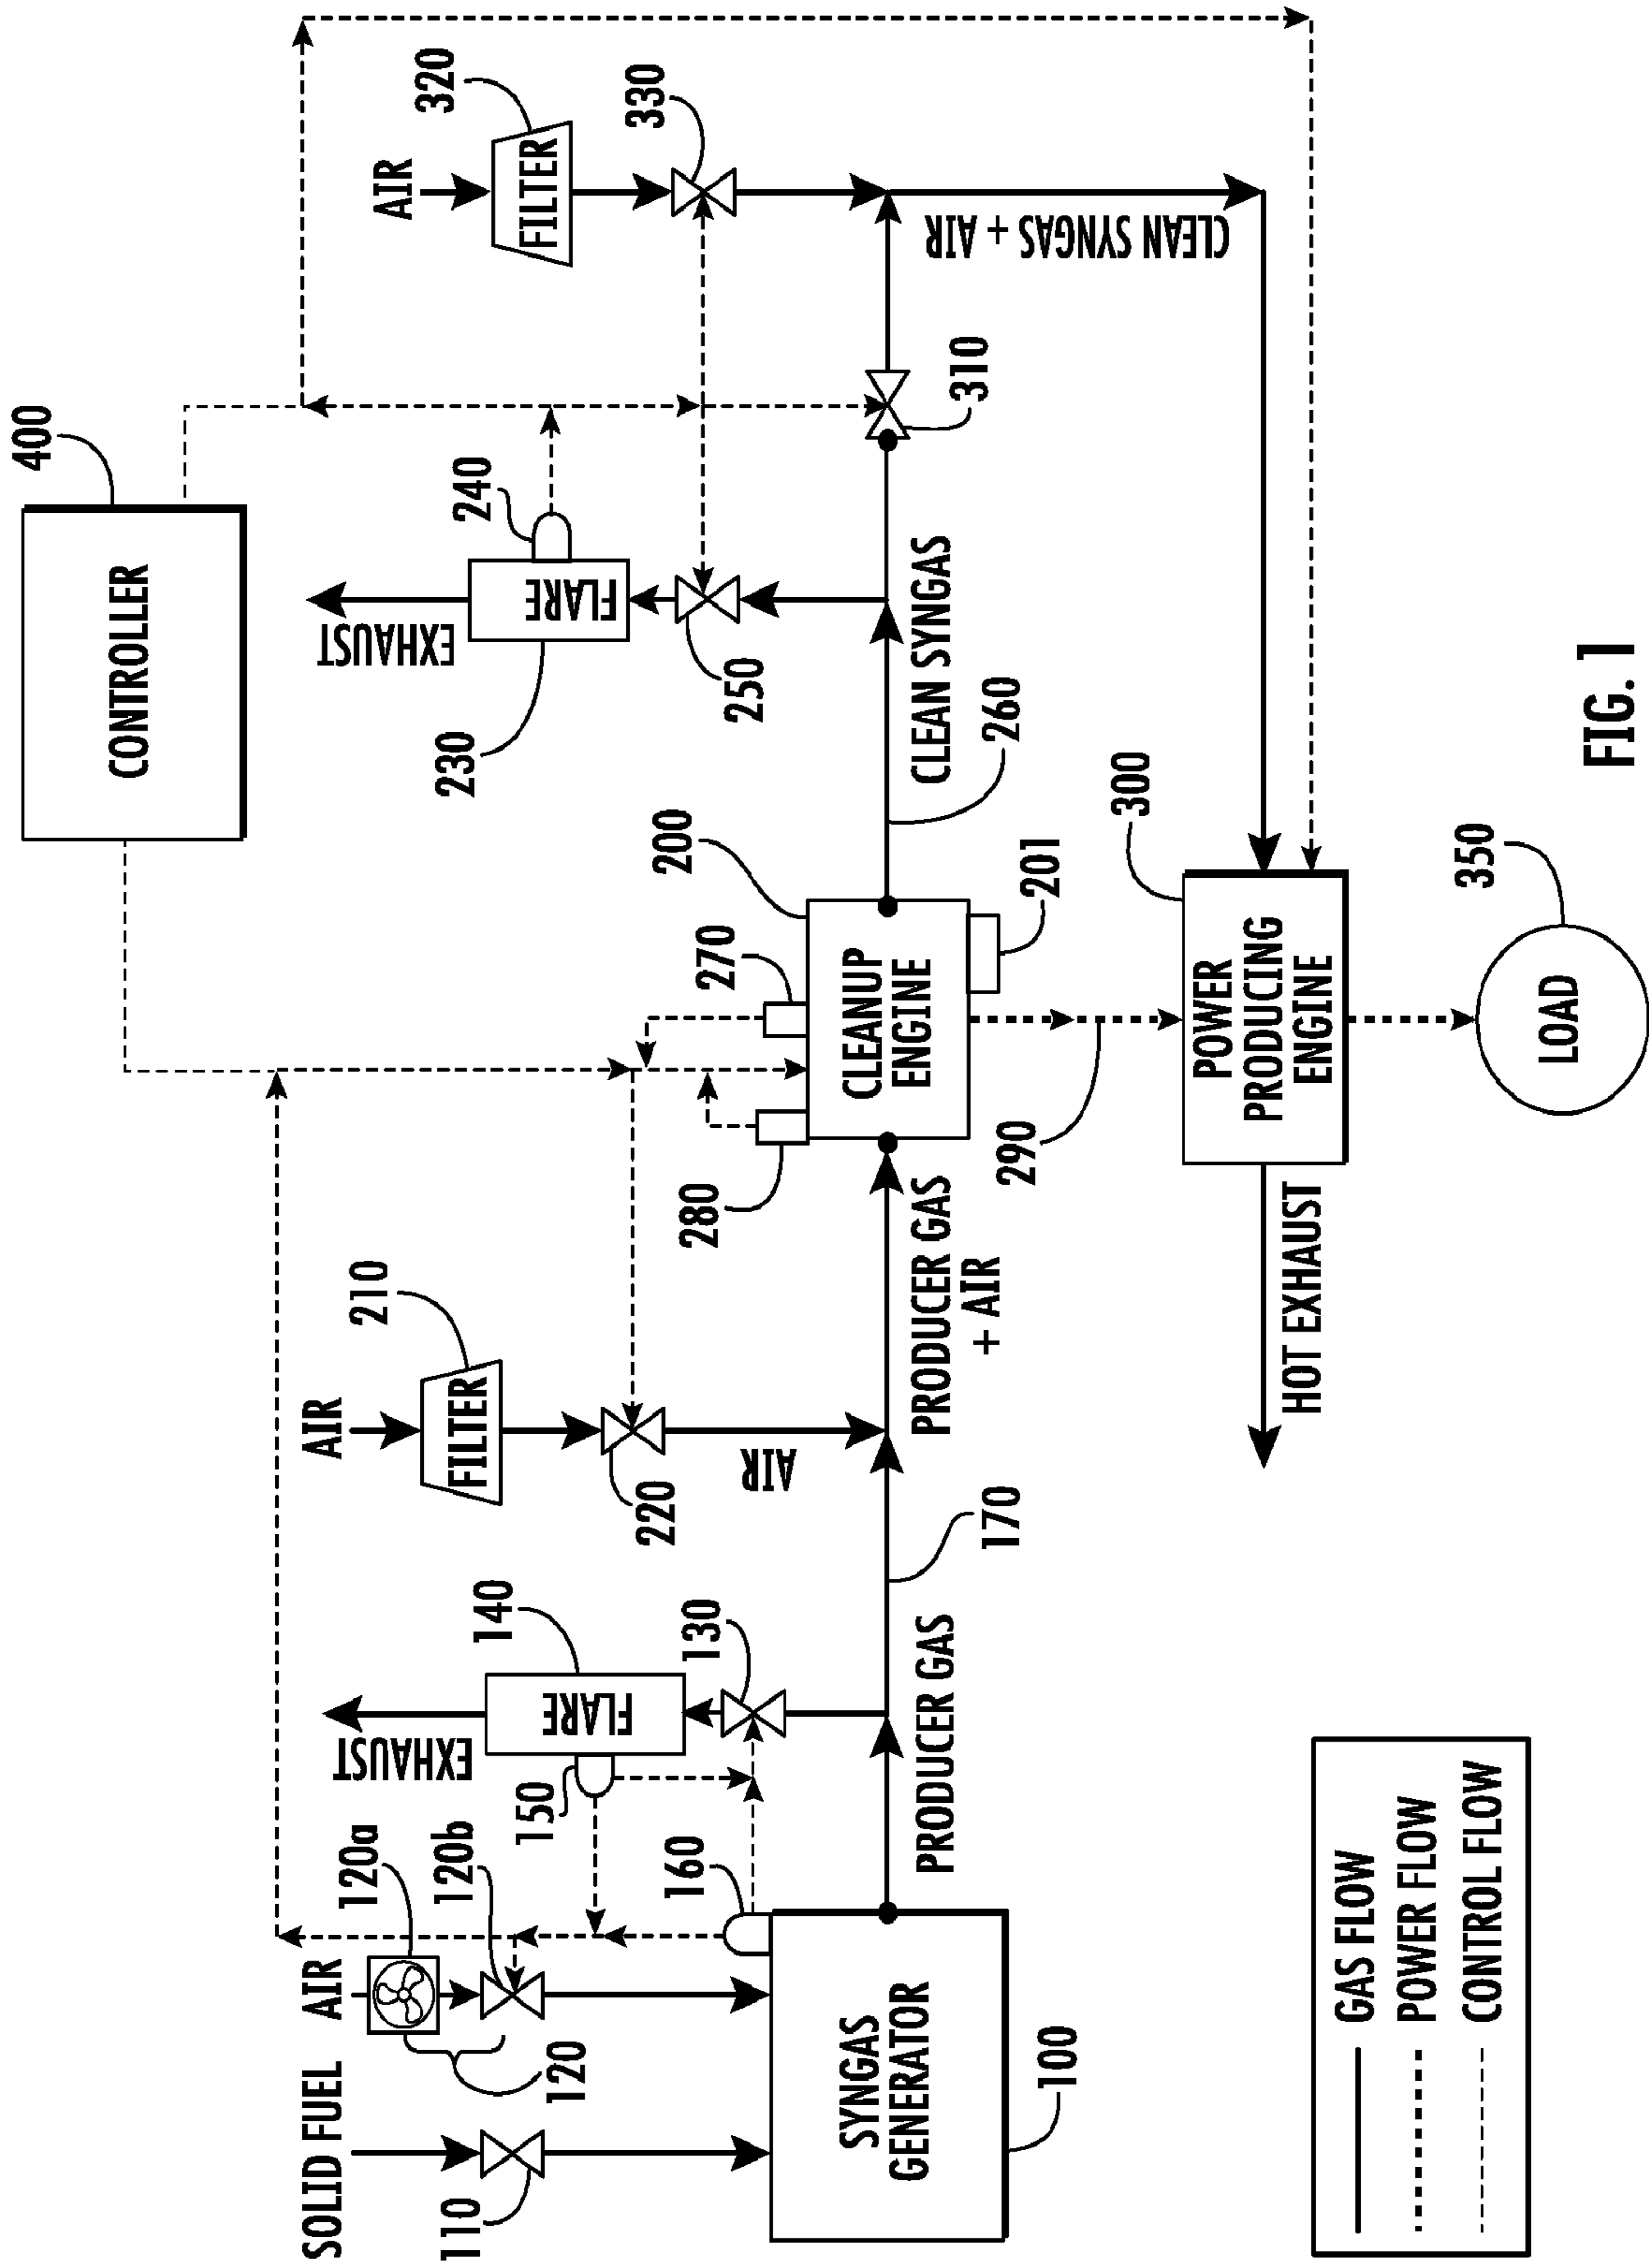 400
CONTROLLER
320
AIR
FILTER
330
CLEAN SYNGAS + AIR
310
240
EXHAUST
FLARE
230
250
CLEAN SYNGAS
260
200
270
280
CLEANUP
ENGINE
201
290
300
POWER
PRODUCING
ENGINE
350
LOAD
HOT EXHAUST
AIR
210
FILTER
220
AIR
PRODUCER GAS
+ AIR
170
140
EXHAUST
FLARE
150
130
160
PRODUCER GAS
SOLID FUEL
AIR
120a
120b
120
110
SYNGAS
GENERATOR
100
GAS FLOW
POWER FLOW
CONTROL FLOW
FIG. 1